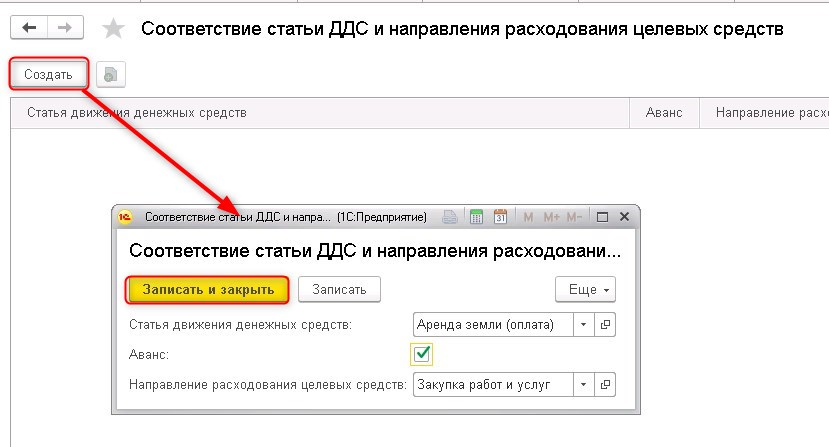 Соответствие статьи ДДС и направления расходования целевых средств
Создать
Статья движения денежных средств Аванс Направление расх
1С Соответствие статьи ДДС и напра... (1С:Предприятие) 31 M M+ M-
Соответствие статьи ДДС и направления расходовани...
Записать и закрыть Записать Еще
Статья движения денежных средств: Аренда земли (оплата)
Аванс:
Направление расходования целевых средств: Закупка работ и услуг